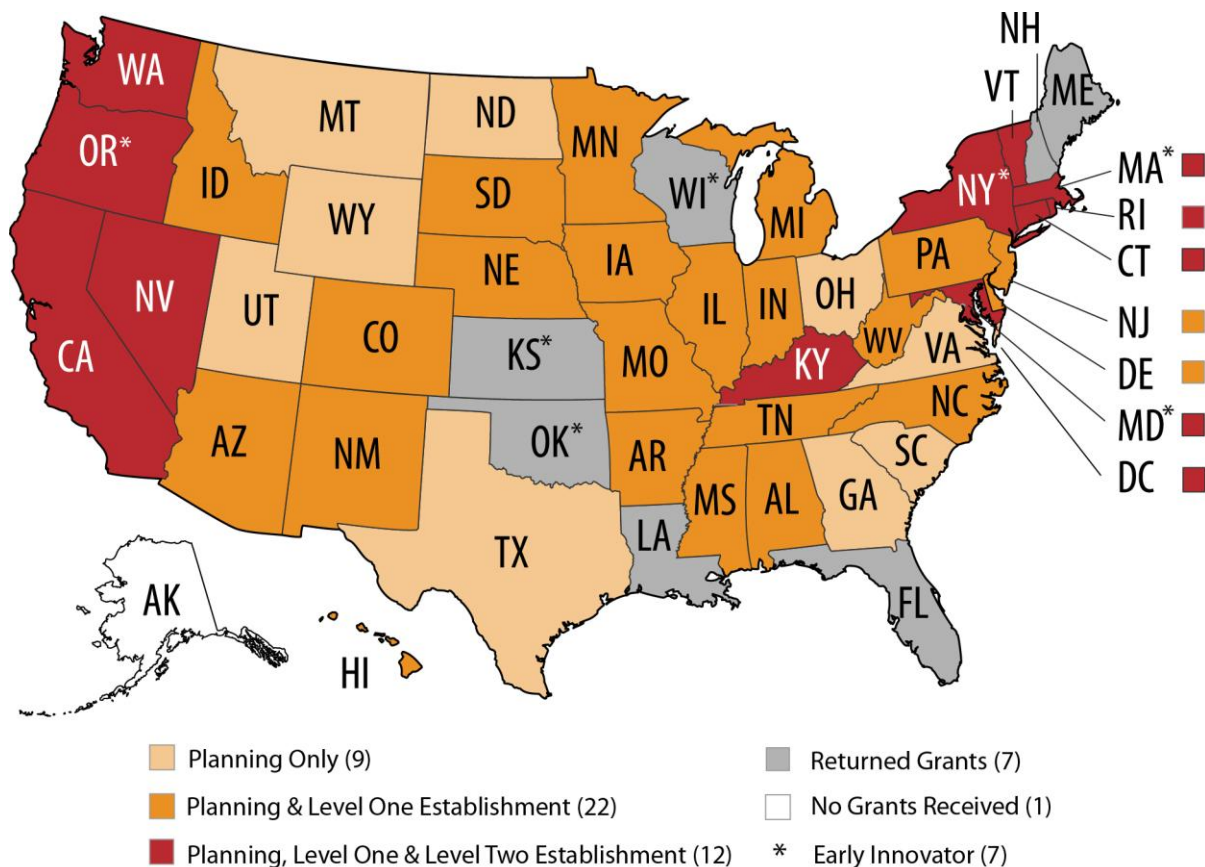 NH
WA
MT
ND
VT
ME
OR*
MN
ID
SD
WI*
NY*
MA*
WY
MI
RI
NE
IA
PA
CT
NV
UT
CO
IL
IN
OH
NJ
CA
KS*
MO
WV
VA
KY
DE
AZ
NM
OK*
AR
TN
NC
MD*
SC
DC
MS
AL
GA
LA
TX
AK
FL
HI
Planning Only (9)
Planning & Level One Establishment (22)
Planning, Level One & Level Two Establishment (12)
Returned Grants (7)
No Grants Received (1)
* Early Innovator (7)